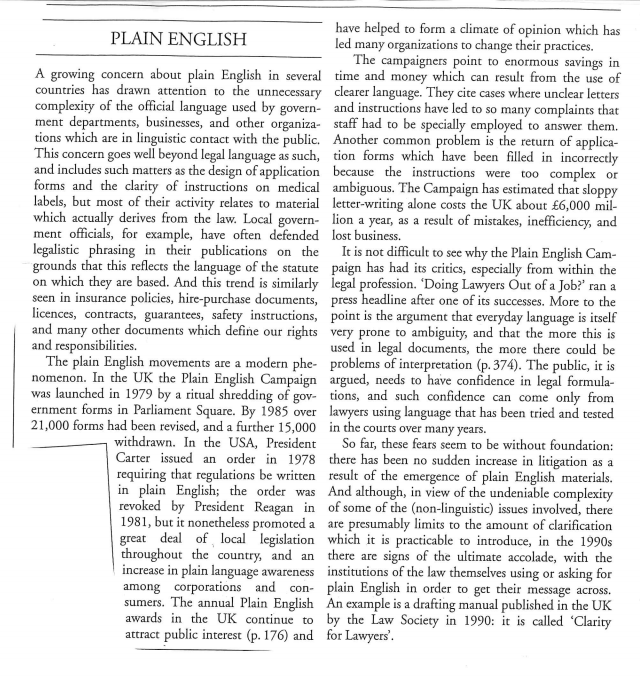 PLAIN ENGLISH
A growing concern about plain English in several
countries has drawn attention to the unnecessary
complexity of the official language used by govern-
ment departments, businesses, and other organiza-
tions which are in linguistic contact with the public.
This concern goes well beyond legal language as such,
and includes such matters as the design of application
forms and the clarity of instructions on medical
labels, but most of their activity relates to material
which actually derives from the law. Local govern-
ment officials, for example, have often defended
legalistic phrasing in their publications on the
grounds that this reflects the language of the statute
on which they are based. And this trend is similarly
seen in insurance policies, hire-purchase documents,
licences, contracts, guarantees, safety instructions,
and many other documents which define our rights
and responsibilities.
The plain English movements are a modern phe-
nomenon. In the UK the Plain English Campaign
was launched in 1979 by a ritual shredding of gov-
ernment forms in Parliament Square. By 1985 over
21,000 forms had been revised, and a further 15,000
withdrawn. In the USA, President
Carter issued an order in 1978
requiring that regulations be written
in plain English; the order was
revoked by President Reagan in
1981, but it nonetheless promoted a
great deal of local legislation
throughout the country, and an
increase in plain language awareness
among corporations and con-
sumers. The annual Plain English
awards in the UK continue to
attract public interest (p. 176) and
have helped to form a climate of opinion which has
led many organizations to change their practices.
The campaigners point to enormous savings in
time and money which can result from the use of
clearer language. They cite cases where unclear letters
and instructions have led to so many complaints that
staff had to be specially employed to answer them.
Another common problem is the return of applica-
tion forms which have been filled in incorrectly
because the instructions were too complex or
ambiguous. The Campaign has estimated that sloppy
letter-writing alone costs the UK about £6,000 mil-
lion a year, as a result of mistakes, inefficiency, and
lost business.
It is not difficult to see why the Plain English Cam-
paign has had its critics, especially from within the
legal profession. ‘Doing Lawyers Out of a Job?’ ran a
press headline after one of its successes. More to the
point is the argument that everyday language is itself
very prone to ambiguity, and that the more this is
used in legal documents, the more there could be
problems of interpretation (p. 374). The public, it is
argued, needs to have confidence in legal formula-
tions, and such confidence can come only from
lawyers using language that has been tried and tested
in the courts over many years.
So far, these fears seem to be without foundation:
there has been no sudden increase in litigation as a
result of the emergence of plain English materials.
And although, in view of the undeniable complexity
of some of the (non-linguistic) issues involved, there
are presumably limits to the amount of clarification
which it is practicable to introduce, in the 1990s
there are signs of the ultimate accolade, with the
institutions of the law themselves using or asking for
plain English in order to get their message across.
An example is a drafting manual published in the UK
by the Law Society in 1990: it is called ‘Clarity
for Lawyers’.